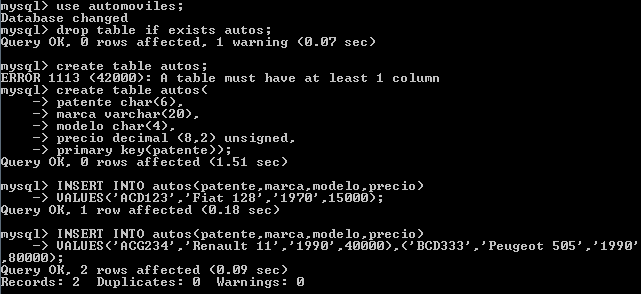 mysql> use automoviles;
Database changed
mysql> drop table if exists autos;
Query OK, 0 rows affected, 1 warning (0.07 sec)
mysql> create table autos;
ERROR 1113 (42000): A table must have at least 1 column
mysql> create table autos(
-> patente char(6),
-> marca varchar(20),
-> modelo char(4),
-> precio decimal (8,2) unsigned,
-> primary key(patente));
Query OK, 0 rows affected (1.51 sec)
mysql> INSERT INTO autos(patente,marca,modelo,precio)
-> VALUES('ACD123','Fiat 128','1970',15000);
Query OK, 1 row affected (0.18 sec)
mysql> INSERT INTO autos(patente,marca,modelo,precio)
-> VALUES('ACG234','Renault 11','1990',40000),('BCD333','Peugeot 505','1990'
,80000);
Query OK, 2 rows affected (0.09 sec)
Records: 2  Duplicates: 0  Warnings: 0